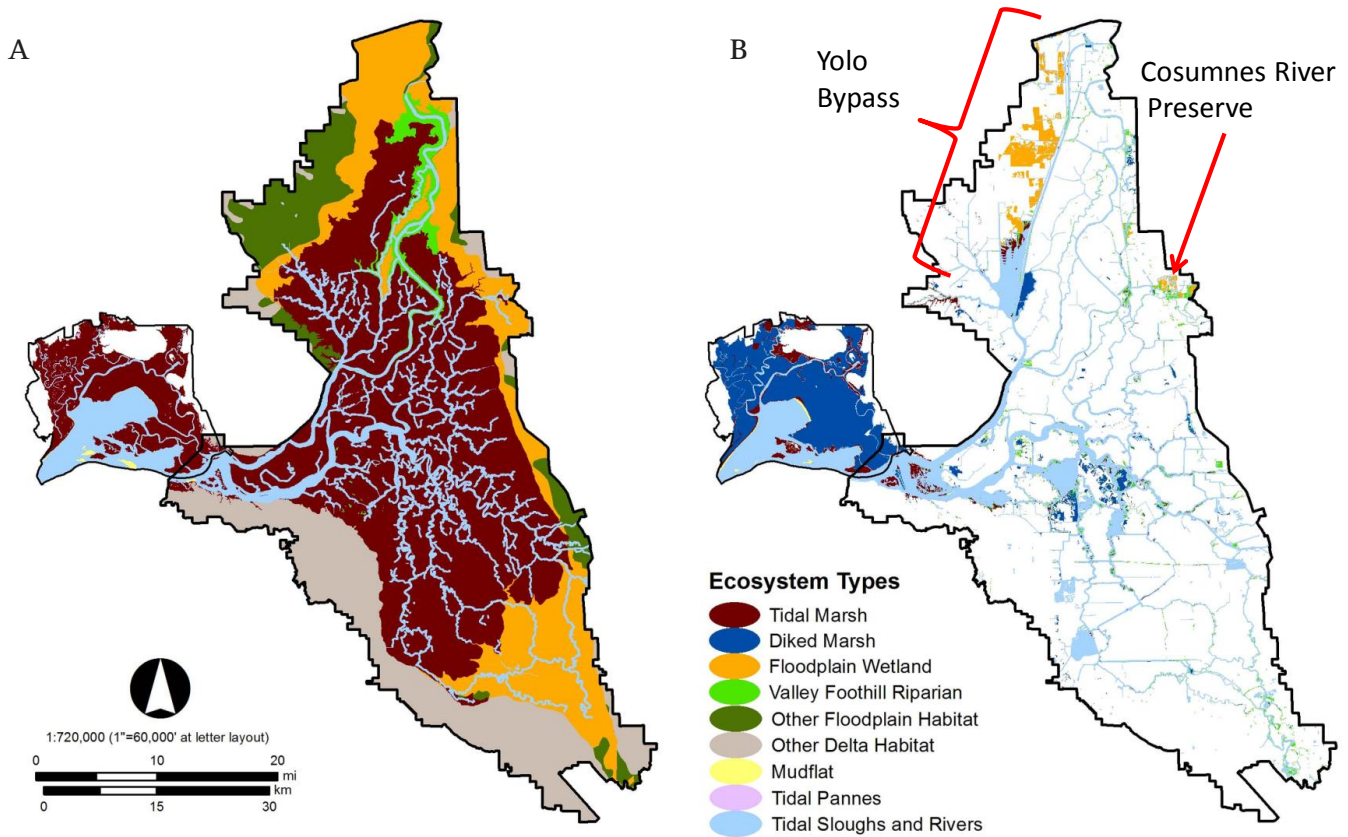 A
B
Yolo
Bypass
Cosumnes River
Preserve
Ecosystem Types
Tidal Marsh
Diked Marsh
Floodplain Wetland
Valley Foothill Riparian
Other Floodplain Habitat
Other Delta Habitat
Mudflat
Tidal Pannes
Tidal Sloughs and Rivers
1:720,000 (1"=60,000' at letter layout)
0 10 20
mi
km
0 15 30